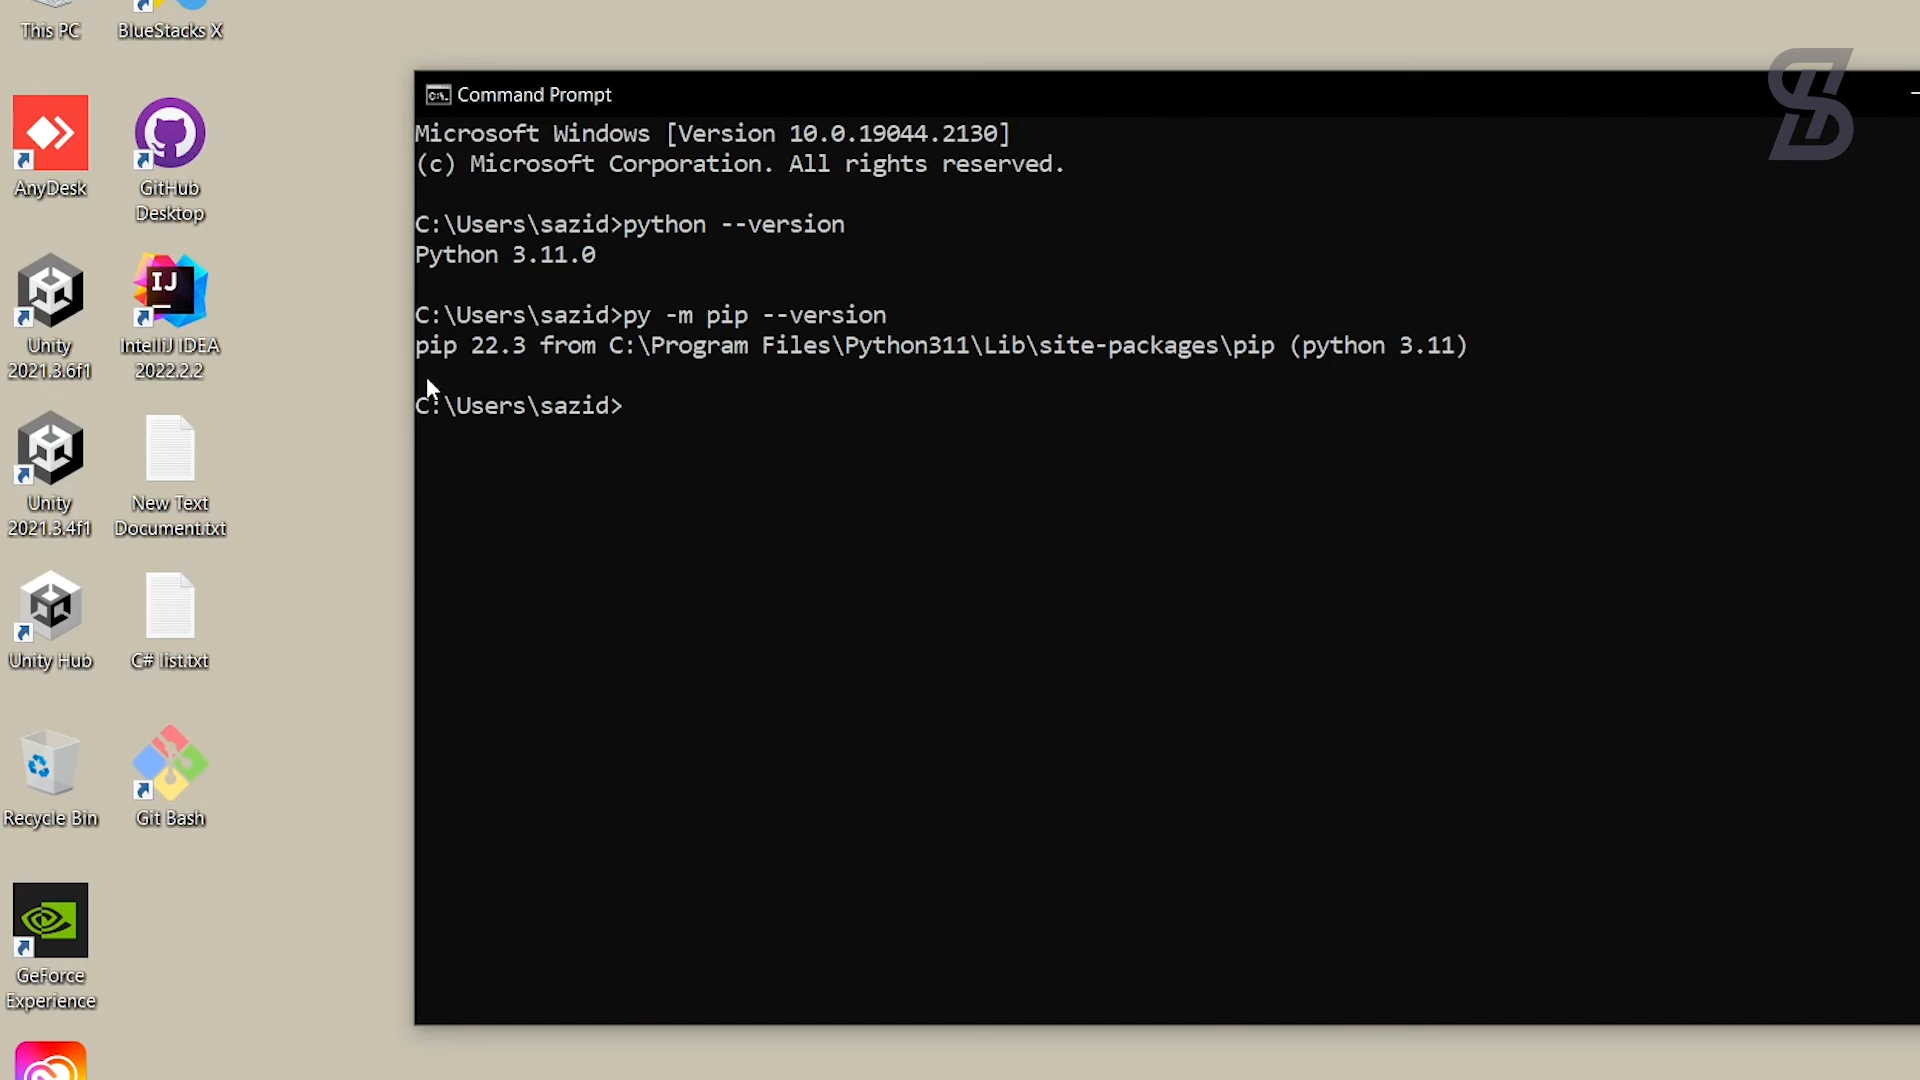 This PC
BlueStacks X
AnyDesk
GitHub
Desktop
Unity
2021.3.6f1
IJ
IntelliJ IDEA
2022.2.2
Unity
2021.3.4f1
New Text
Document.txt
Unity Hub
C# list.txt
Recycle Bin
Git Bash
GeForce
Experience
C:\.
Command Prompt
Microsoft Windows [Version 10.0.19044.2130]
(c) Microsoft Corporation. All rights reserved.
C:\Users\sazid>python --version
Python 3.11.0
C:\Users\sazid>py -m pip --version
pip 22.3 from C:\Program Files\Python311\Lib\site-packages\pip (python 3.11)
C:\Users\sazid>